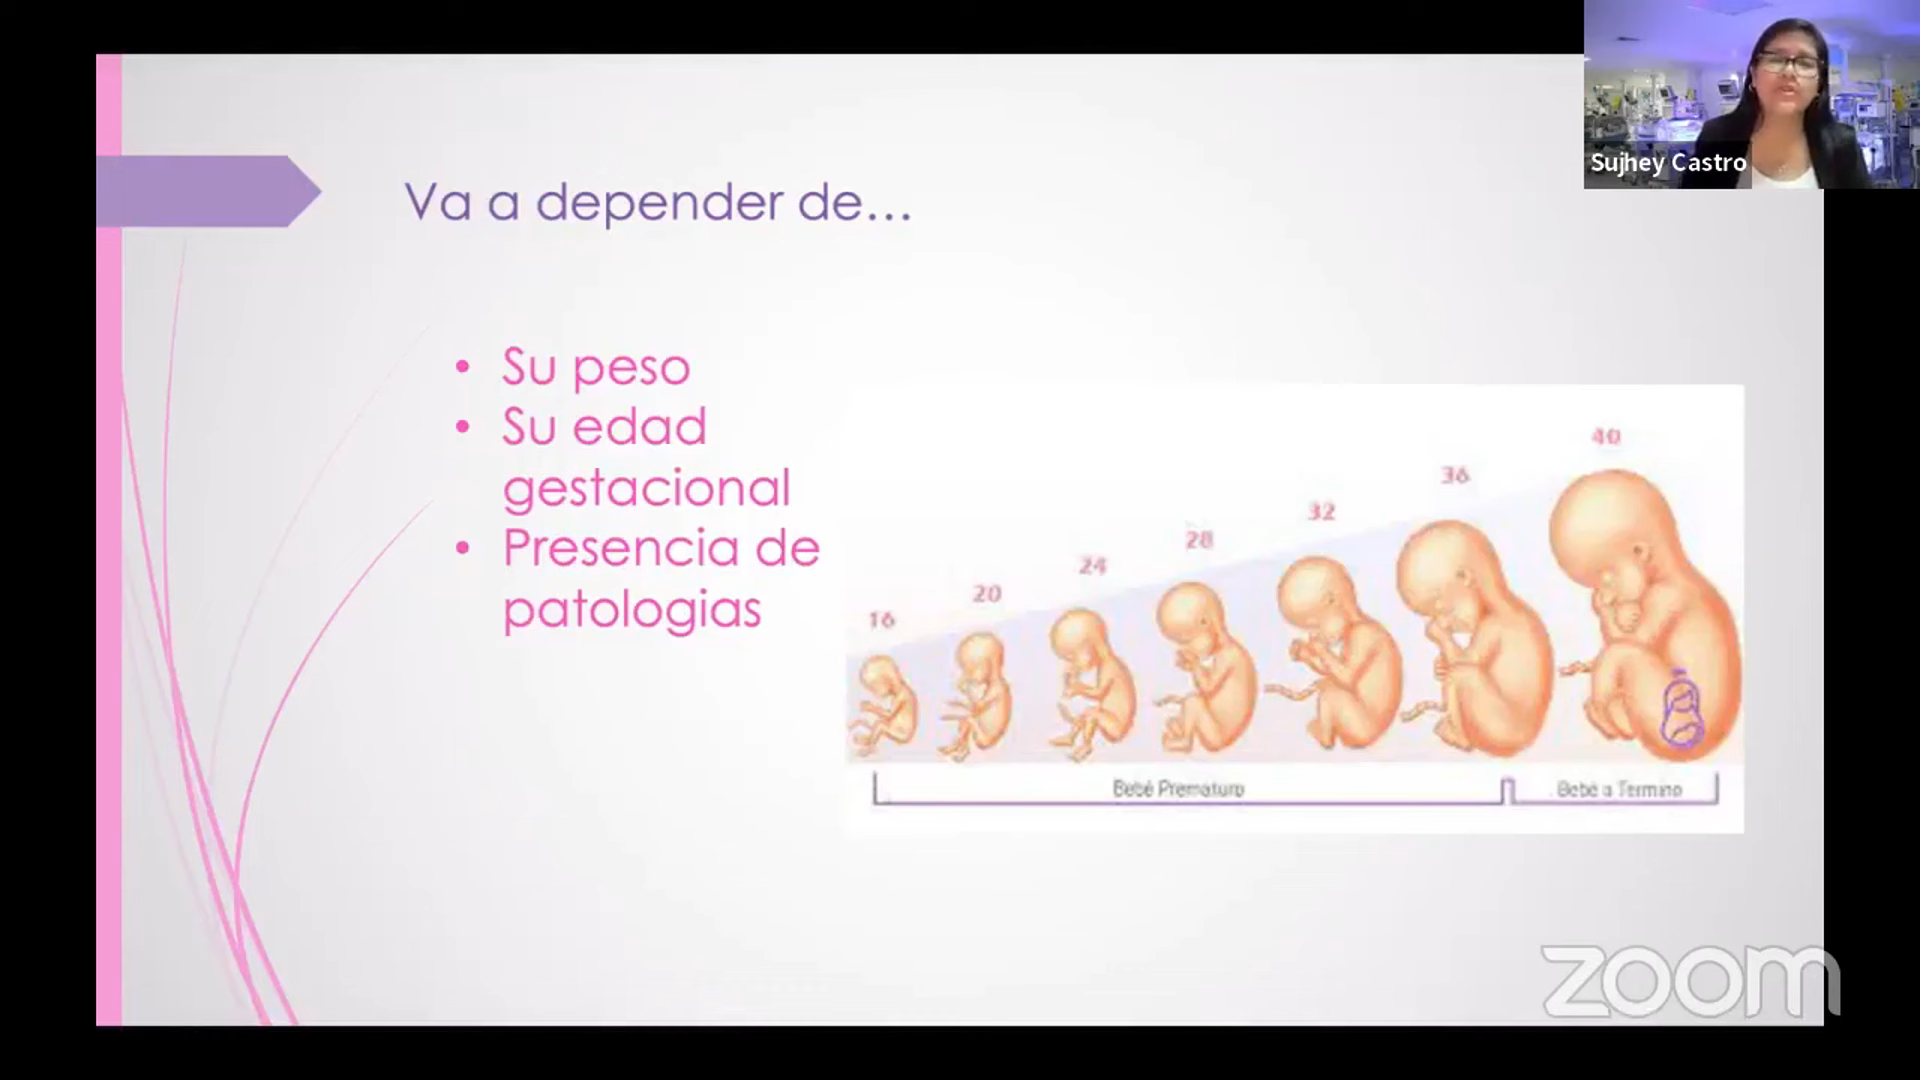 Sujhey Castro
Va a depender de...
• Su peso
• Su edad
gestacional
• Presencia de
patologias
16
20
24
28
32
36
40
Bebé Prematuro
Bebé a Termino
zoom